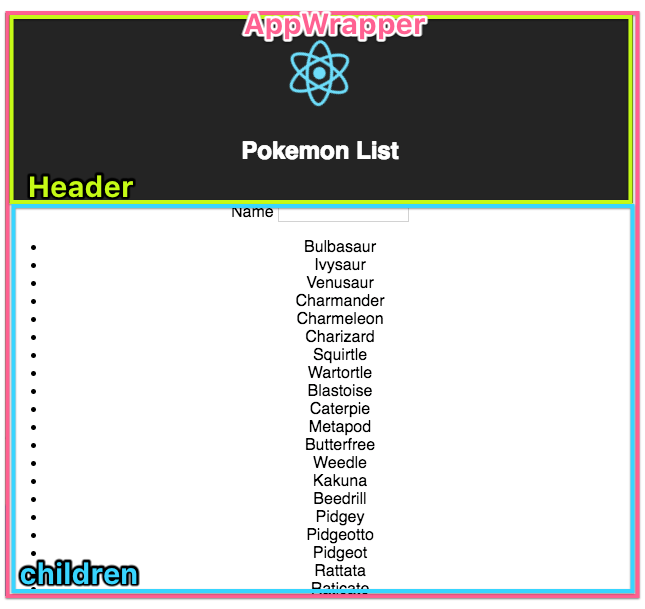 AppWrapper
Pokemon List
Header
Name
Bulbasaur
Ivysaur
Venusaur
Charmander
Charmeleon
Charizard
Squirtle
Wartortle
Blastoise
Caterpie
Metapod
Butterfree
Weedle
Kakuna
Beedrill
Pidgey
Pidgeotto
Pidgeot
Rattata
children
Raticate